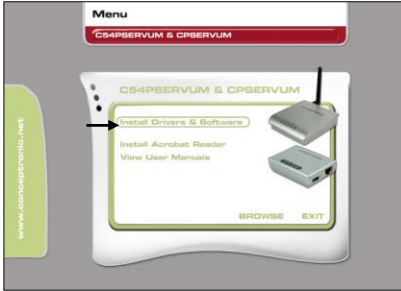 Menu
C54PSERVUM & CPSERVUM
C54PSERVUM & CPSERVUM
Install Drivers & Software
Install Acrobat Reader
View User Manuals
BROWSE EXIT
www.conceptronic.net